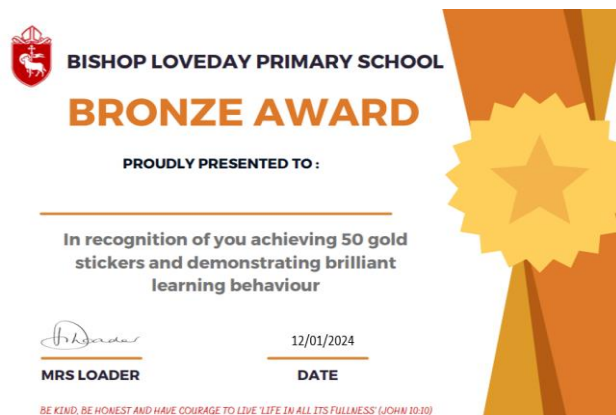 BISHOP LOVEDAY PRIMARY SCHOOL
BRONZE AWARD
PROUDLY PRESENTED TO :
In recognition of you achieving 50 gold
stickers and demonstrating brilliant
learning behaviour
12/01/2024
MRS LOADER DATE
BE KIND, BE HONEST AND HAVE COURAGE TO LIVE 'LIFE IN ALL ITS FULLNESS' (JOHN 10:10)